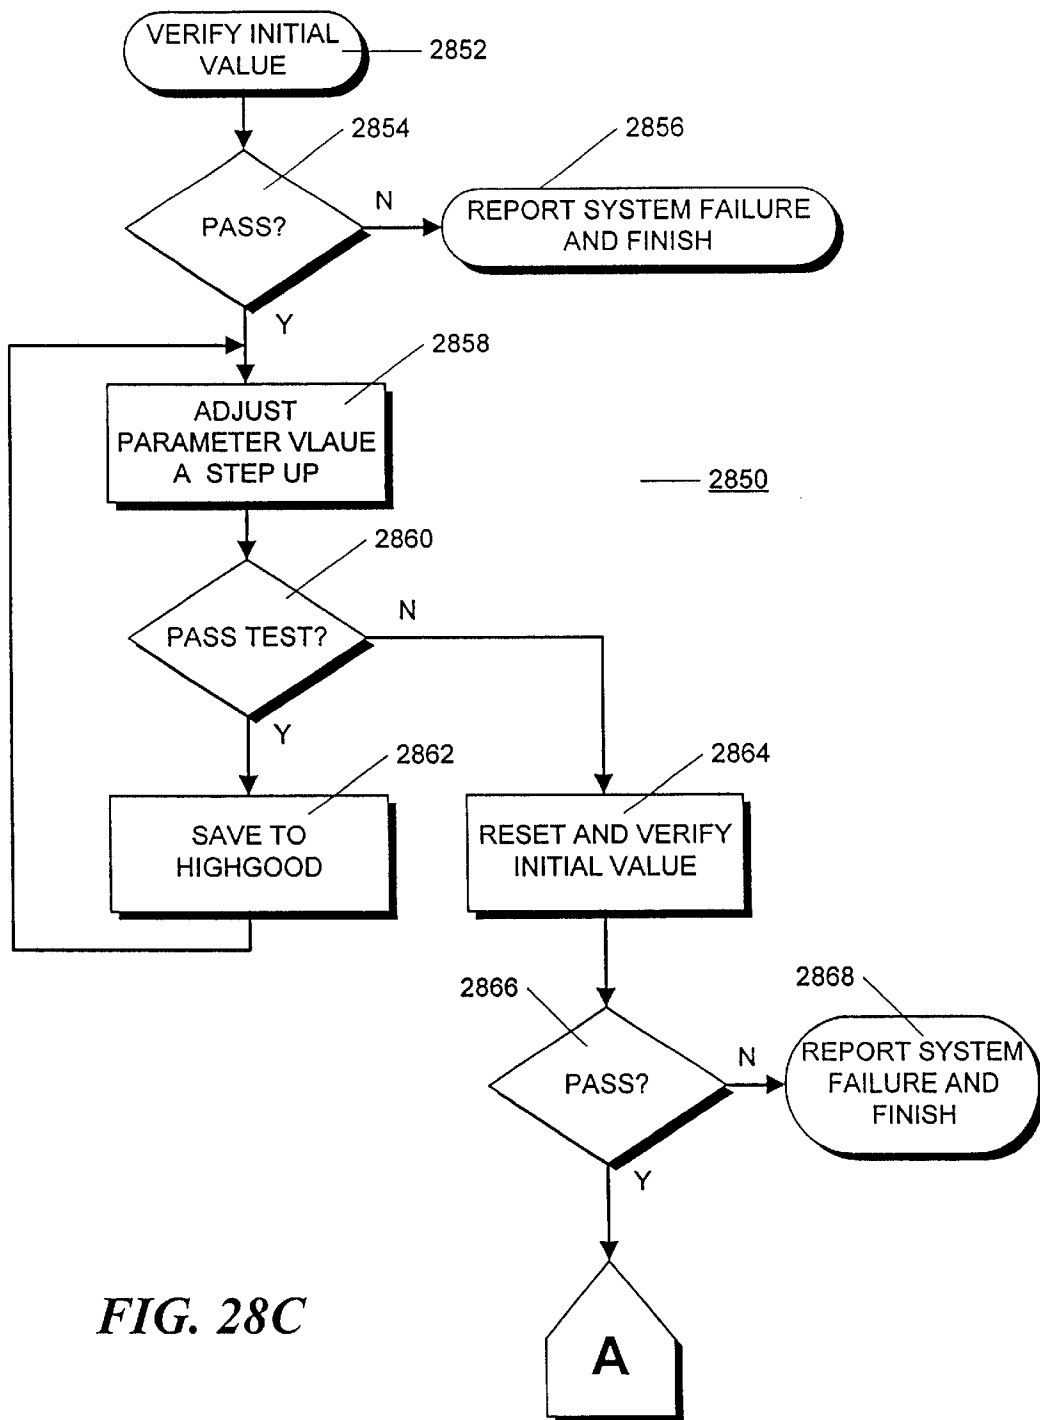 VERIFY INITIAL
VALUE
2852
2854
2856
PASS?
N
REPORT SYSTEM FAILURE
AND FINISH
Y
2858
ADJUST
PARAMETER VLAUE
A STEP UP
2850
2860
PASS TEST?
N
Y
2862
SAVE TO
HIGHGOOD
2864
RESET AND VERIFY
INITIAL VALUE
2866
PASS?
N
2868
REPORT SYSTEM
FAILURE AND
FINISH
Y
A
FIG. 28C